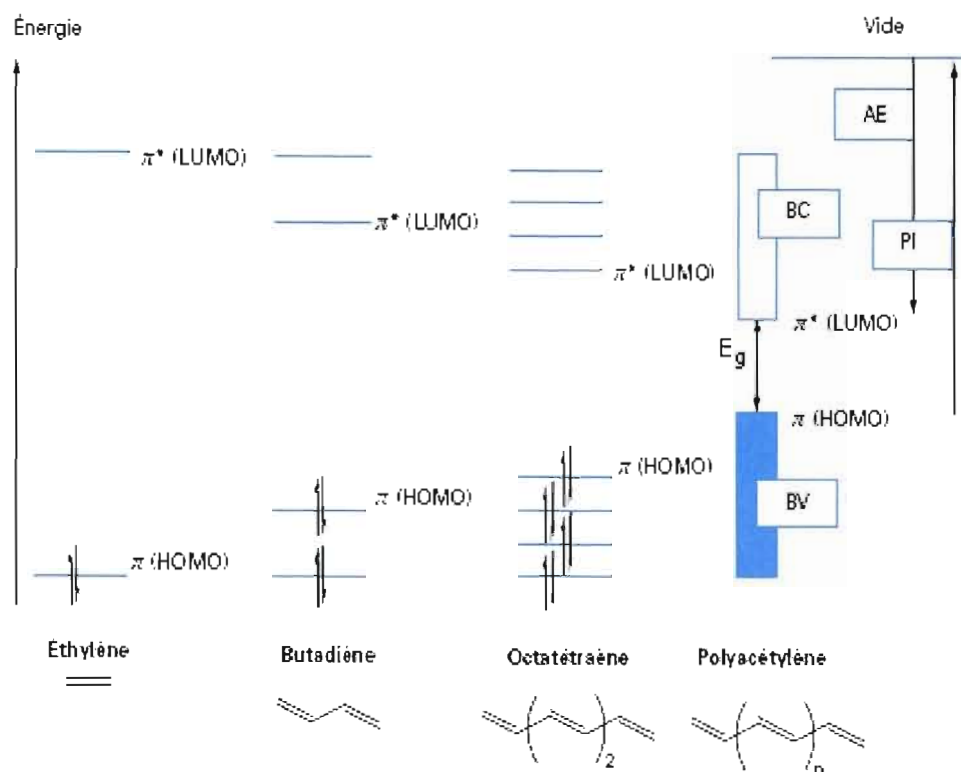 Énergie
Vide
AE
π* (LUMO)
π* (LUMO)
BC
PI
π* (LUMO)
π* (LUMO)
Eg
π (HOMO)
π (HOMO)
π (HOMO)
BV
π (HOMO)
Éthylène
Butadiène
Octatétraène
Polyacétylène
2
n